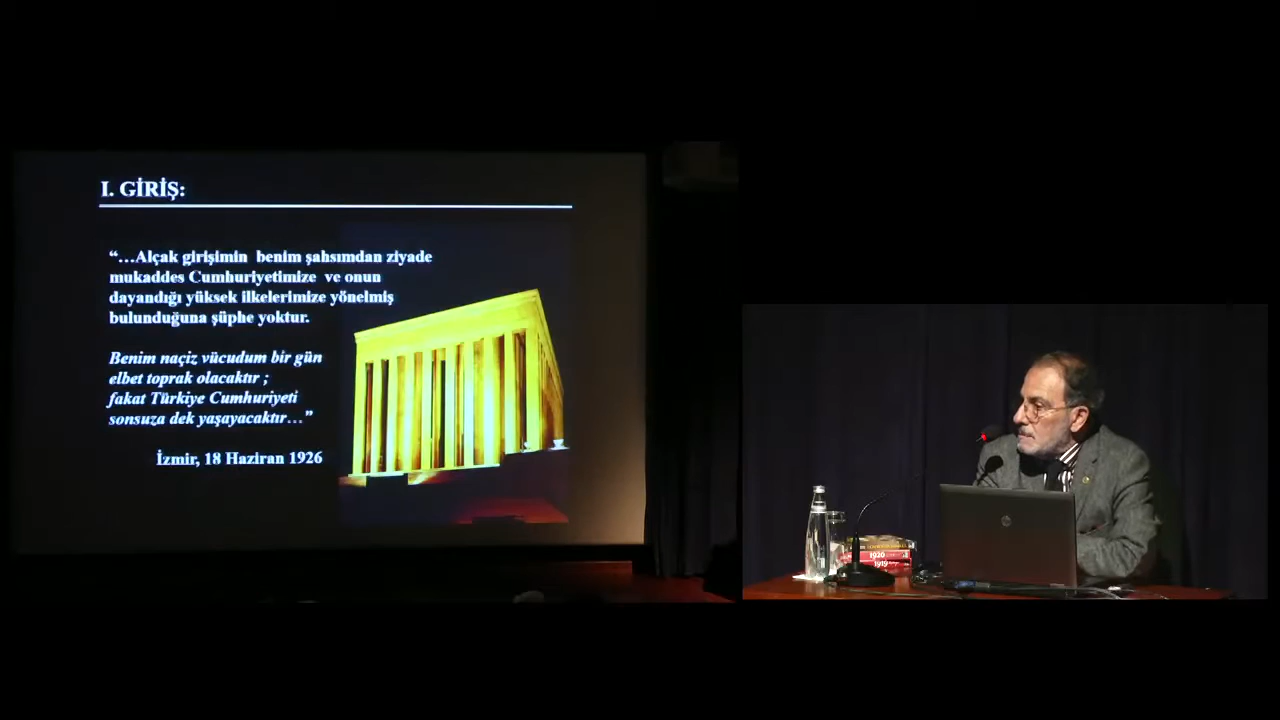 I. GİRİŞ:
“…Alçak girişimin benim şahsımdan ziyade
mukaddes Cumhuriyetimize ve onun
dayandığı yüksek ilkelerimize yönelmiş
bulunduğuna şüphe yoktur.
Benim naçiz vücudum bir gün
elbet toprak olacaktır ;
fakat Türkiye Cumhuriyeti
sonsuza dek yaşayacaktır…”
İzmir, 18 Haziran 1926
1920
1919
hp